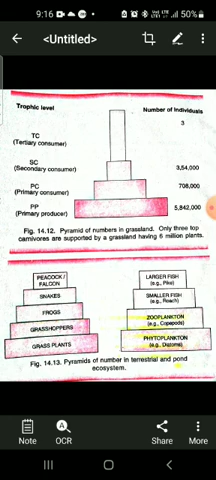 9:16 50%
<Untitled>
Trophic level Number of Individuals
3
TC
(Tertiary consumer)
SC 3,54,000
(Secondary consumer)
PC 708,000
(Primary consumer)
PP 5,842,000
(Primary producer)
Fig. 14.12. Pyramid of numbers in grassland. Only three top
carnivores are supported by a grassland having 6 million plants.
PEACOCK /
FALCON
SNAKES
FROGS
GRASSHOPPERS
GRASS PLANTS
LARGER FISH
(e.g., Pike)
SMALLER FISH
(e.g., Roach)
ZOOPLANKTON
(e.g., Copepods)
PHYTOPLANKTON
(e.g., Diatoms)
Fig. 14.13. Pyramids of number in terrestrial and pond
ecosystem.
Note OCR Share More